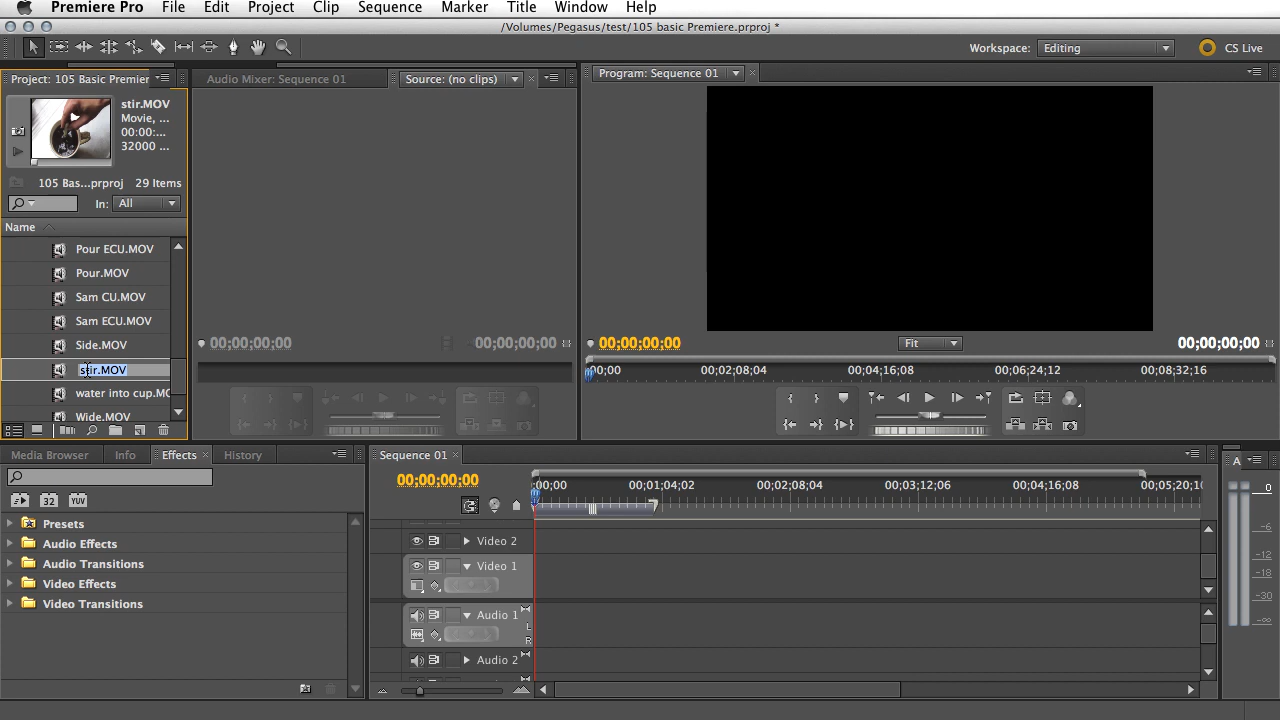 Premiere Pro File Edit Project Clip Sequence Marker Title Window Help
/Volumes/Pegasus/test/105 basic Premiere.prproj *
Workspace: Editing CS Live
Project: 105 Basic Premier
Audio Mixer: Sequence 01
Source: (no clips)
Program: Sequence 01
stir.MOV
Movie, ...
00:00:...
32000 ...
105 Bas...prproj 29 Items
In: All
Name
Pour ECU.MOV
Pour.MOV
Sam CU.MOV
Sam ECU.MOV
Side.MOV
stir.MOV
water into cup.MO
Wide.MOV
00;00;00;00 00;00;00;00
00;00;00;00 Fit 00;00;00;00
00;00 00;02;08;04 00;04;16;08 00;06;24;12 00;08;32;16
Media Browser Info Effects History
32 YUV
Presets
Audio Effects
Audio Transitions
Video Effects
Video Transitions
Sequence 01
00;00;00;00
00;00 00;01;04;02 00;02;08;04 00;03;12;06 00;04;16;08 00;05;20;10
Video 2
Video 1
Audio 1
L
R
Audio 2
A
0
-6
-12
-18
-30
-∞